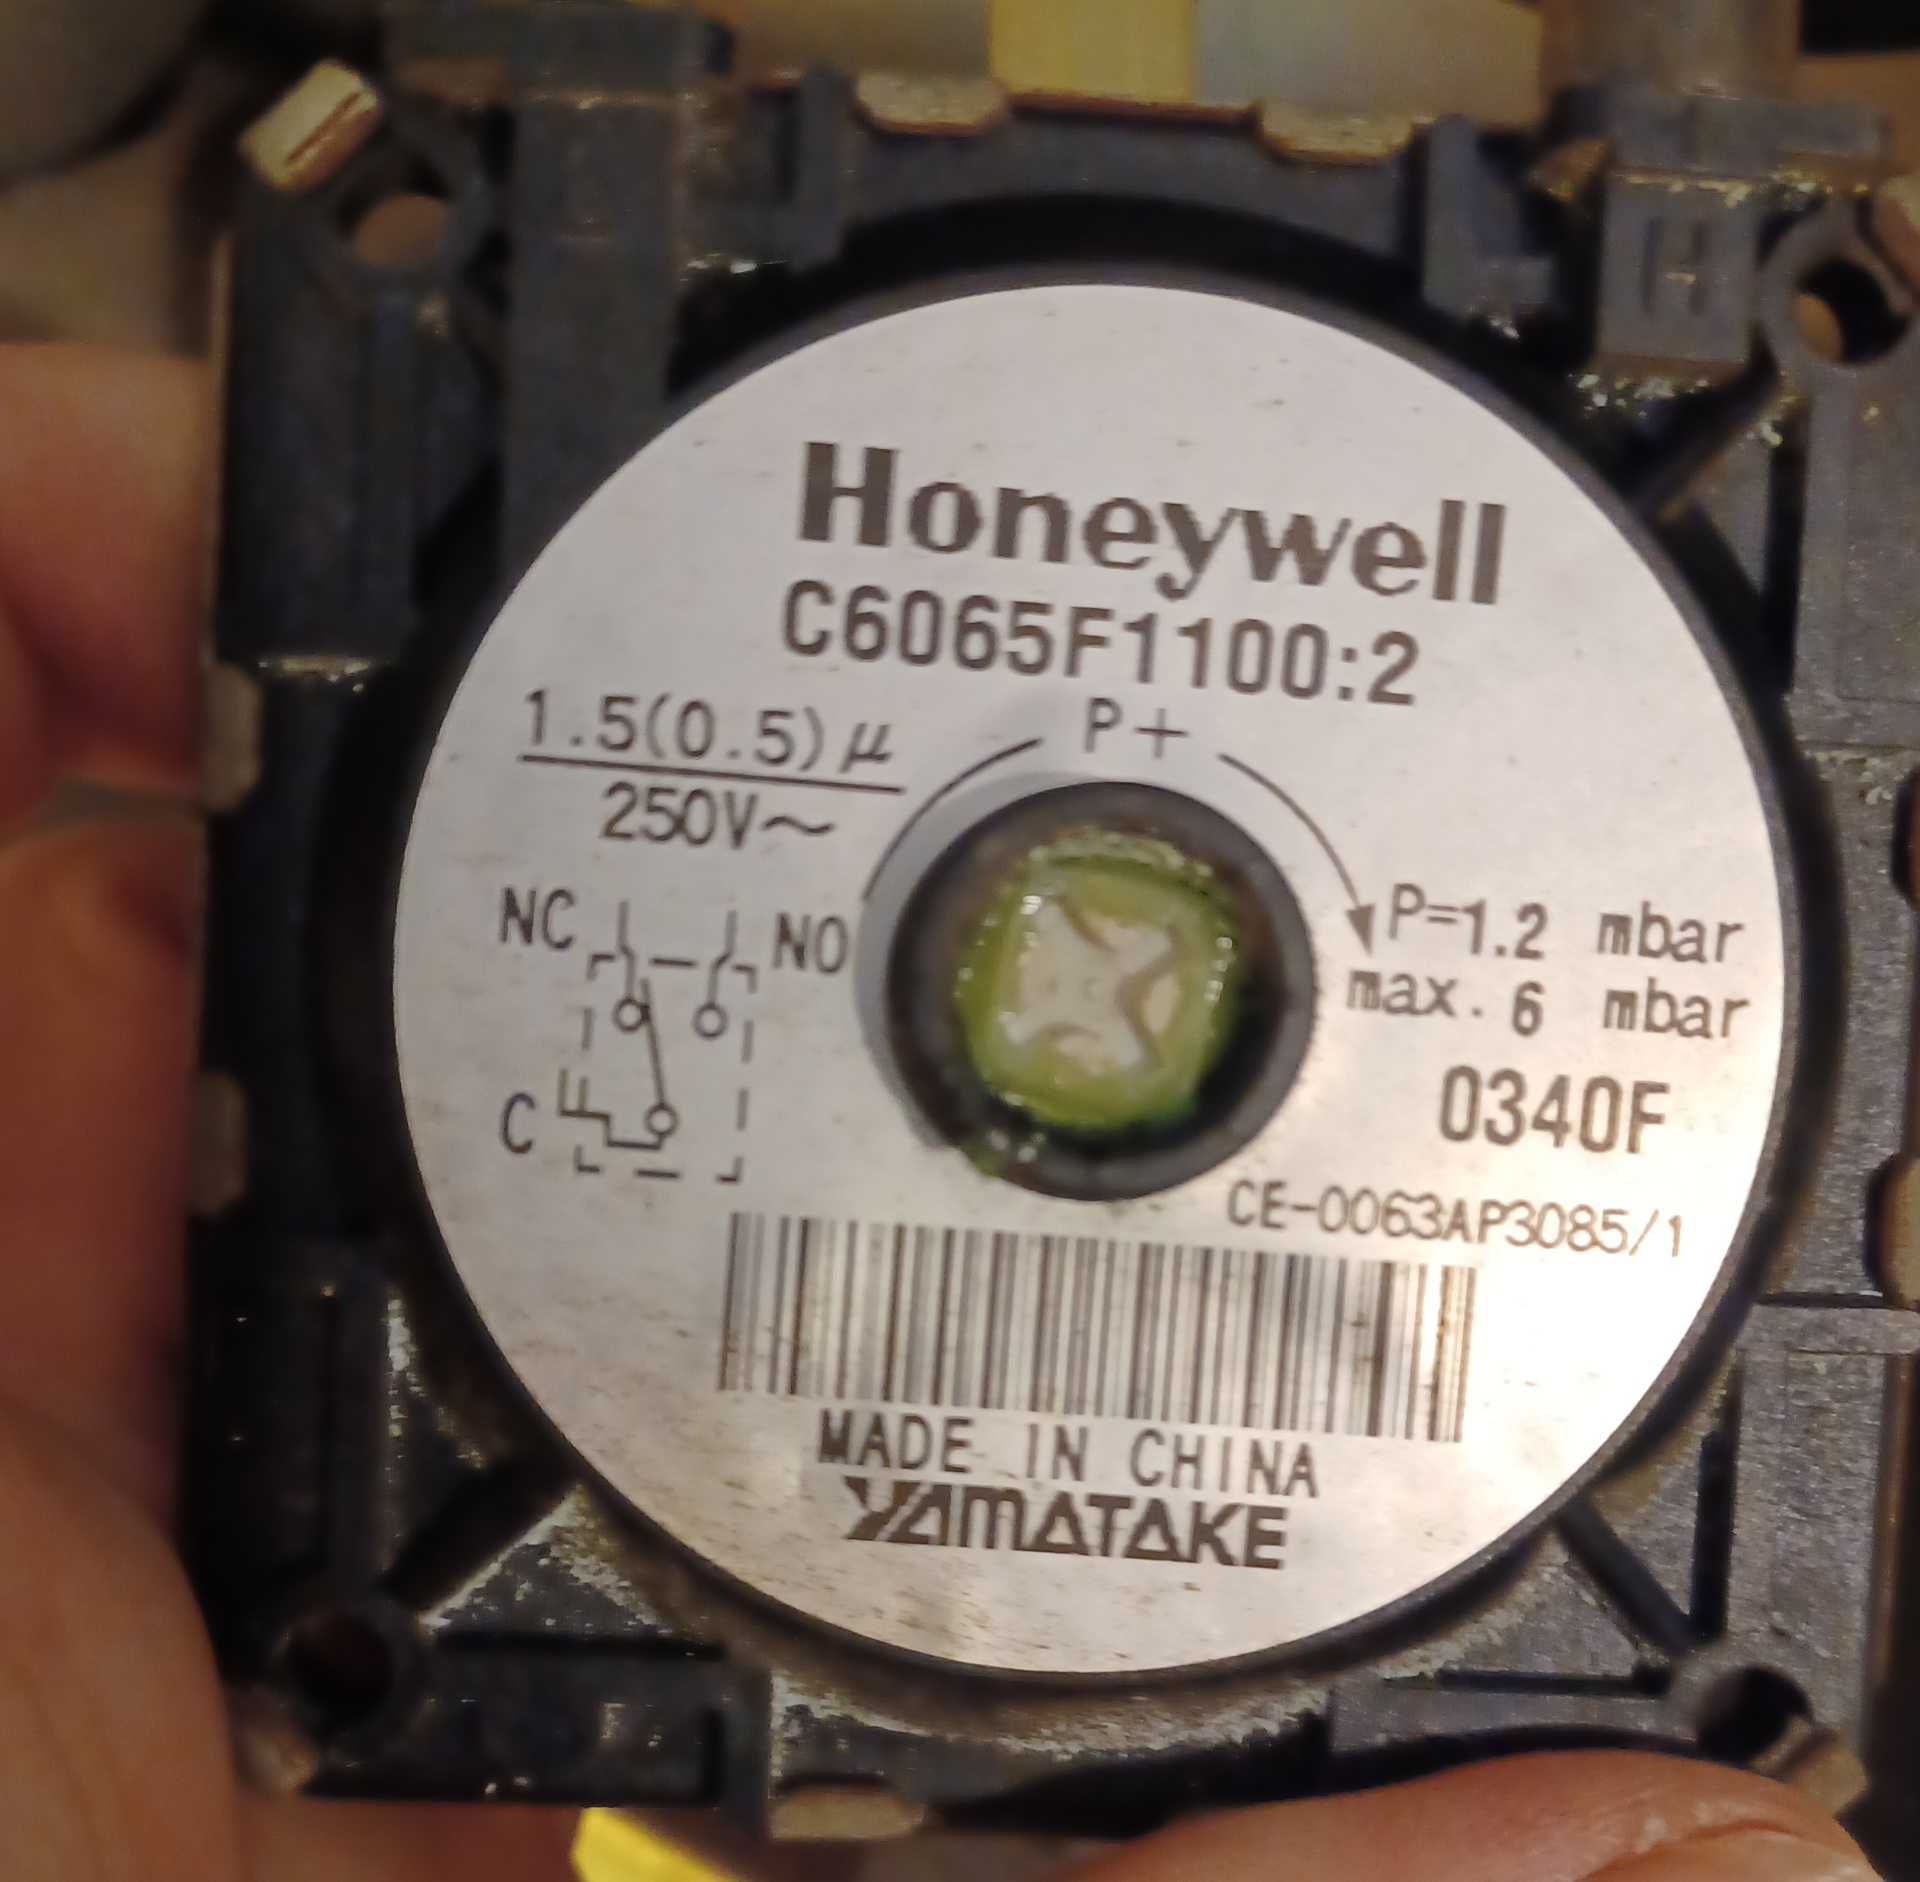 H
Honeywell
C6065F1100:2
1.5(0.5)μ
250V~
P+
NC
NO
C
P=1.2 mbar
max. 6 mbar
0340F
CE-0063AP3085/1
MADE IN CHINA
YAMATAKE